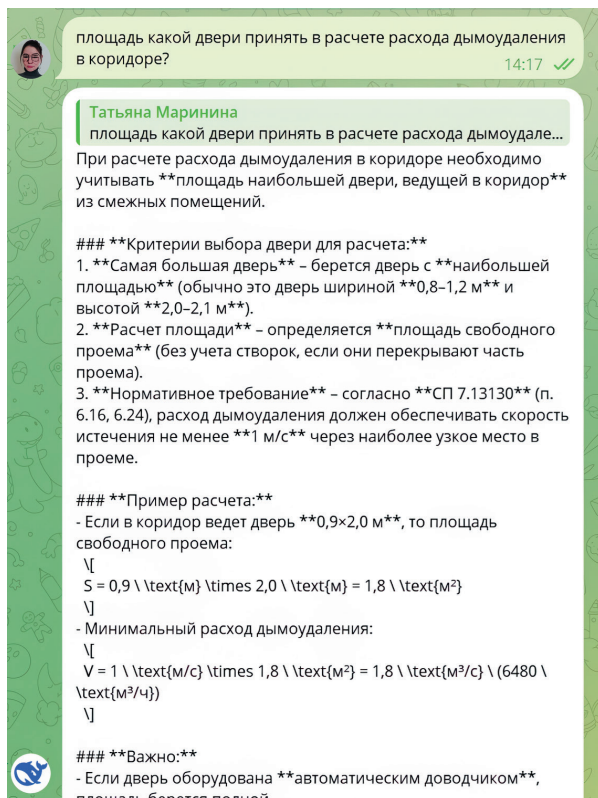 площадь какой двери принять в расчете расхода дымоудаления
в коридоре?
14:17
Татьяна Маринина
площадь какой двери принять в расчете расхода дымоудале...
При расчете расхода дымоудаления в коридоре необходимо
учитывать **площадь наибольшей двери, ведущей в коридор**
из смежных помещений.
### **Критерии выбора двери для расчета:**
1. **Самая большая дверь** – берется дверь с **наибольшей
площадью** (обычно это дверь шириной **0,8–1,2 м** и
высотой **2,0–2,1 м**).
2. **Расчет площади** – определяется **площадь свободного
проема** (без учета створок, если они перекрывают часть
проема).
3. **Нормативное требование** – согласно **СП 7.13130** (п.
6.16, 6.24), расход дымоудаления должен обеспечивать скорость
истечения не менее **1 м/с** через наиболее узкое место в
проеме.
### **Пример расчета:**
- Если в коридор ведет дверь **0,9×2,0 м**, то площадь
свободного проема:
\[
S = 0,9 \ \text{м} \times 2,0 \ \text{м} = 1,8 \ \text{м²}
\]
- Минимальный расход дымоудаления:
\[
V = 1 \ \text{м/с} \times 1,8 \ \text{м²} = 1,8 \ \text{м³/с} \ (6480 \
\text{м³/ч})
\]
### **Важно:**
- Если дверь оборудована **автоматическим доводчиком**,
площадь берется полной